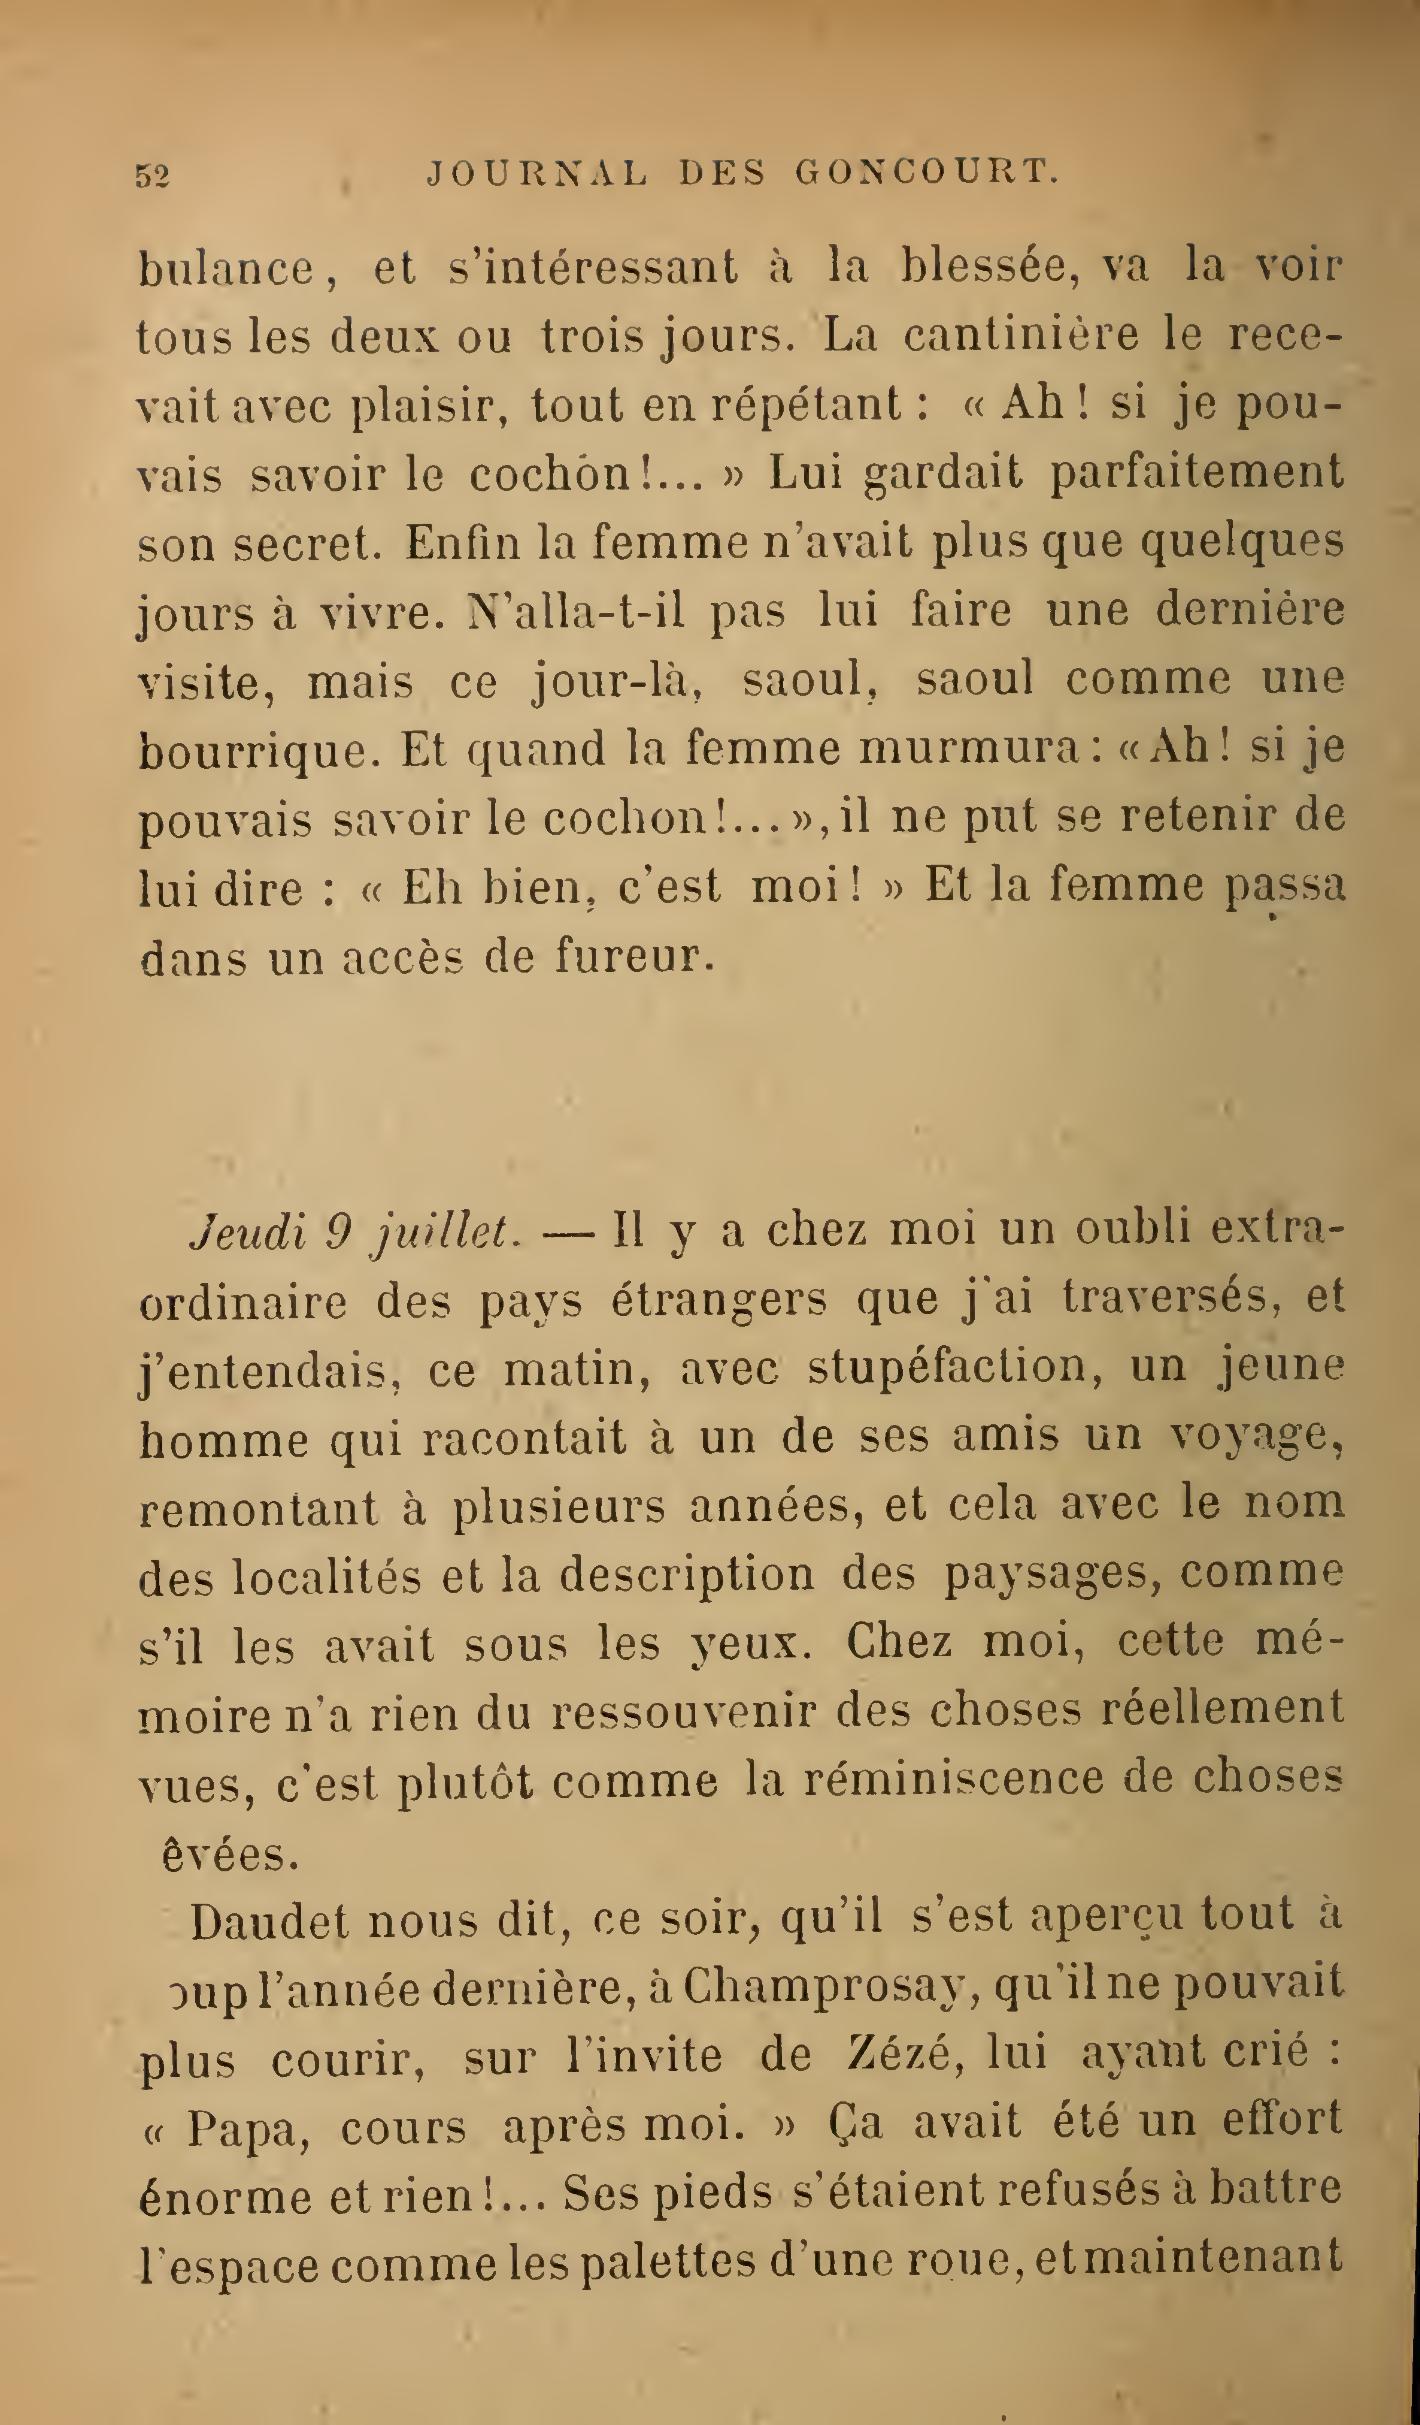 52 JOURNAL DES GONCOURT.
bulance, et s'intéressant à la blessée, va la voir
tous les deux ou trois jours. La cantinière le rece-
vait avec plaisir, tout en répétant : « Ah ! si je pou-
vais savoir le cochon !... » Lui gardait parfaitement
son secret. Enfin la femme n'avait plus que quelques
jours à vivre. N'alla-t-il pas lui faire une dernière
visite, mais ce jour-là, saoul, saoul comme une
bourrique. Et quand la femme murmura : « Ah ! si je
pouvais savoir le cochon !... », il ne put se retenir de
lui dire : « Eh bien, c'est moi ! » Et la femme passa
dans un accès de fureur.
Jeudi 9 juillet. — Il y a chez moi un oubli extra-
ordinaire des pays étrangers que j'ai traversés, et
j'entendais, ce matin, avec stupéfaction, un jeune
homme qui racontait à un de ses amis un voyage,
remontant à plusieurs années, et cela avec le nom
des localités et la description des paysages, comme
s'il les avait sous les yeux. Chez moi, cette mé-
moire n'a rien du ressouvenir des choses réellement
vues, c'est plutôt comme la réminiscence de choses
êvées.
Daudet nous dit, ce soir, qu'il s'est aperçu tout à
oup l'année dernière, à Champrosay, qu'il ne pouvait
plus courir, sur l'invite de Zézé, lui ayant crié :
« Papa, cours après moi. » Ça avait été un effort
énorme et rien !... Ses pieds s'étaient refusés à battre
l'espace comme les palettes d'une roue, et maintenant